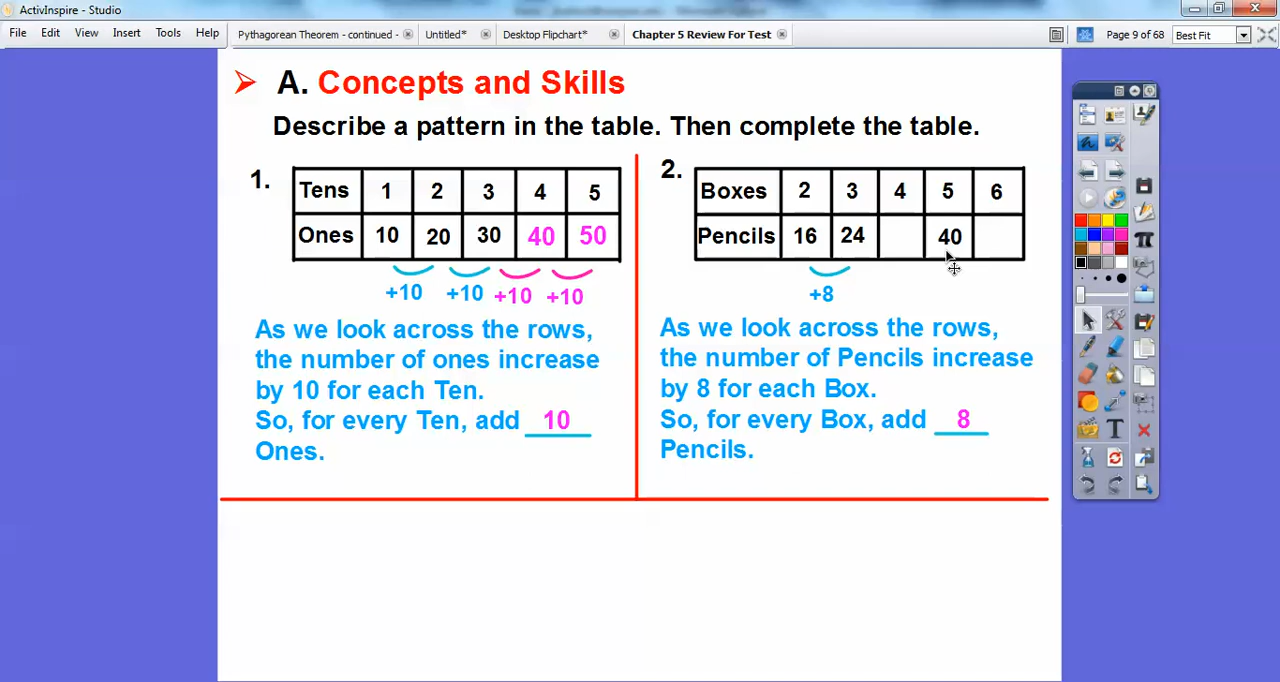 ActivInspire - Studio
File Edit View Insert Tools Help
Pythagorean Theorem - continued - Untitled* Desktop Flipchart* Chapter 5 Review For Test
Page 9 of 68 Best Fit
A. Concepts and Skills
Describe a pattern in the table. Then complete the table.
1.
Tens 1 2 3 4 5
Ones 10 20 30 40 50
+10 +10 +10 +10
As we look across the rows,
the number of ones increase
by 10 for each Ten.
So, for every Ten, add 10
Ones.
2.
Boxes 2 3 4 5 6
Pencils 16 24 40
+8
As we look across the rows,
the number of Pencils increase
by 8 for each Box.
So, for every Box, add 8
Pencils.